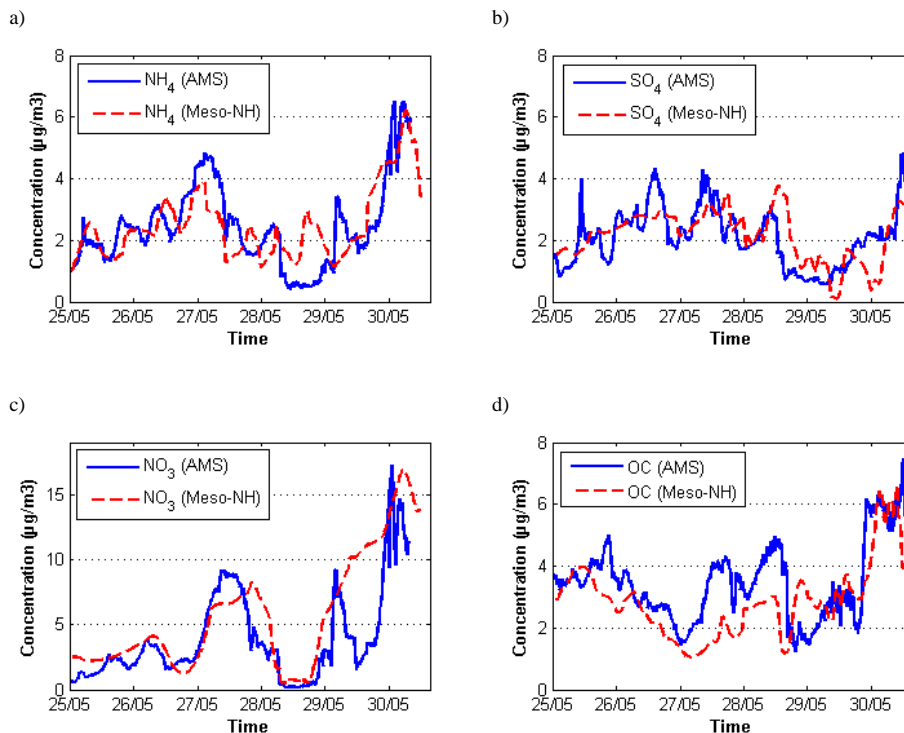 a)
8
6
4
2
0
Concentration (µg/m3)
NH4 (AMS)
NH4 (Meso-NH)
25/05 26/05 27/05 28/05 29/05 30/05
Time
b)
8
6
4
2
0
Concentration (µg/m3)
SO4 (AMS)
SO4 (Meso-NH)
25/05 26/05 27/05 28/05 29/05 30/05
Time
c)
15
10
5
0
Concentration (µg/m3)
NO3 (AMS)
NO3 (Meso-NH)
25/05 26/05 27/05 28/05 29/05 30/05
Time
d)
8
6
4
2
0
Concentration (µg/m3)
OC (AMS)
OC (Meso-NH)
25/05 26/05 27/05 28/05 29/05 30/05
Time